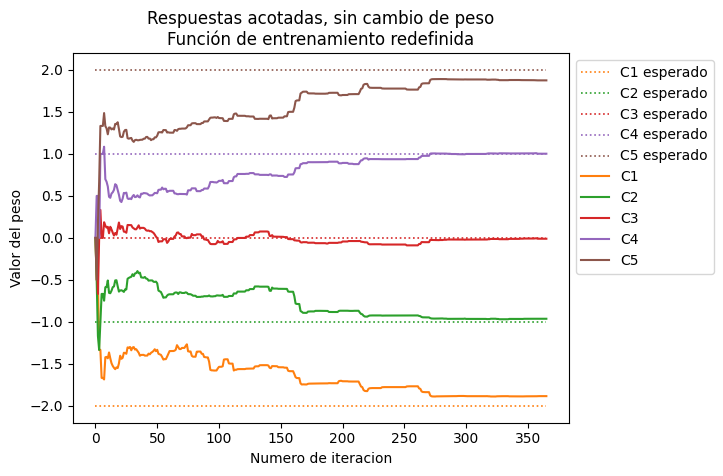 Respuestas acotadas, sin cambio de peso
Función de entrenamiento redefinida
2.0
1.5
1.0
0.5
0.0
−0.5
−1.0
−1.5
−2.0
Valor del peso
0
50
100
150
200
250
300
350
Numero de iteracion
C1 esperado
C2 esperado
C3 esperado
C4 esperado
C5 esperado
C1
C2
C3
C4
C5